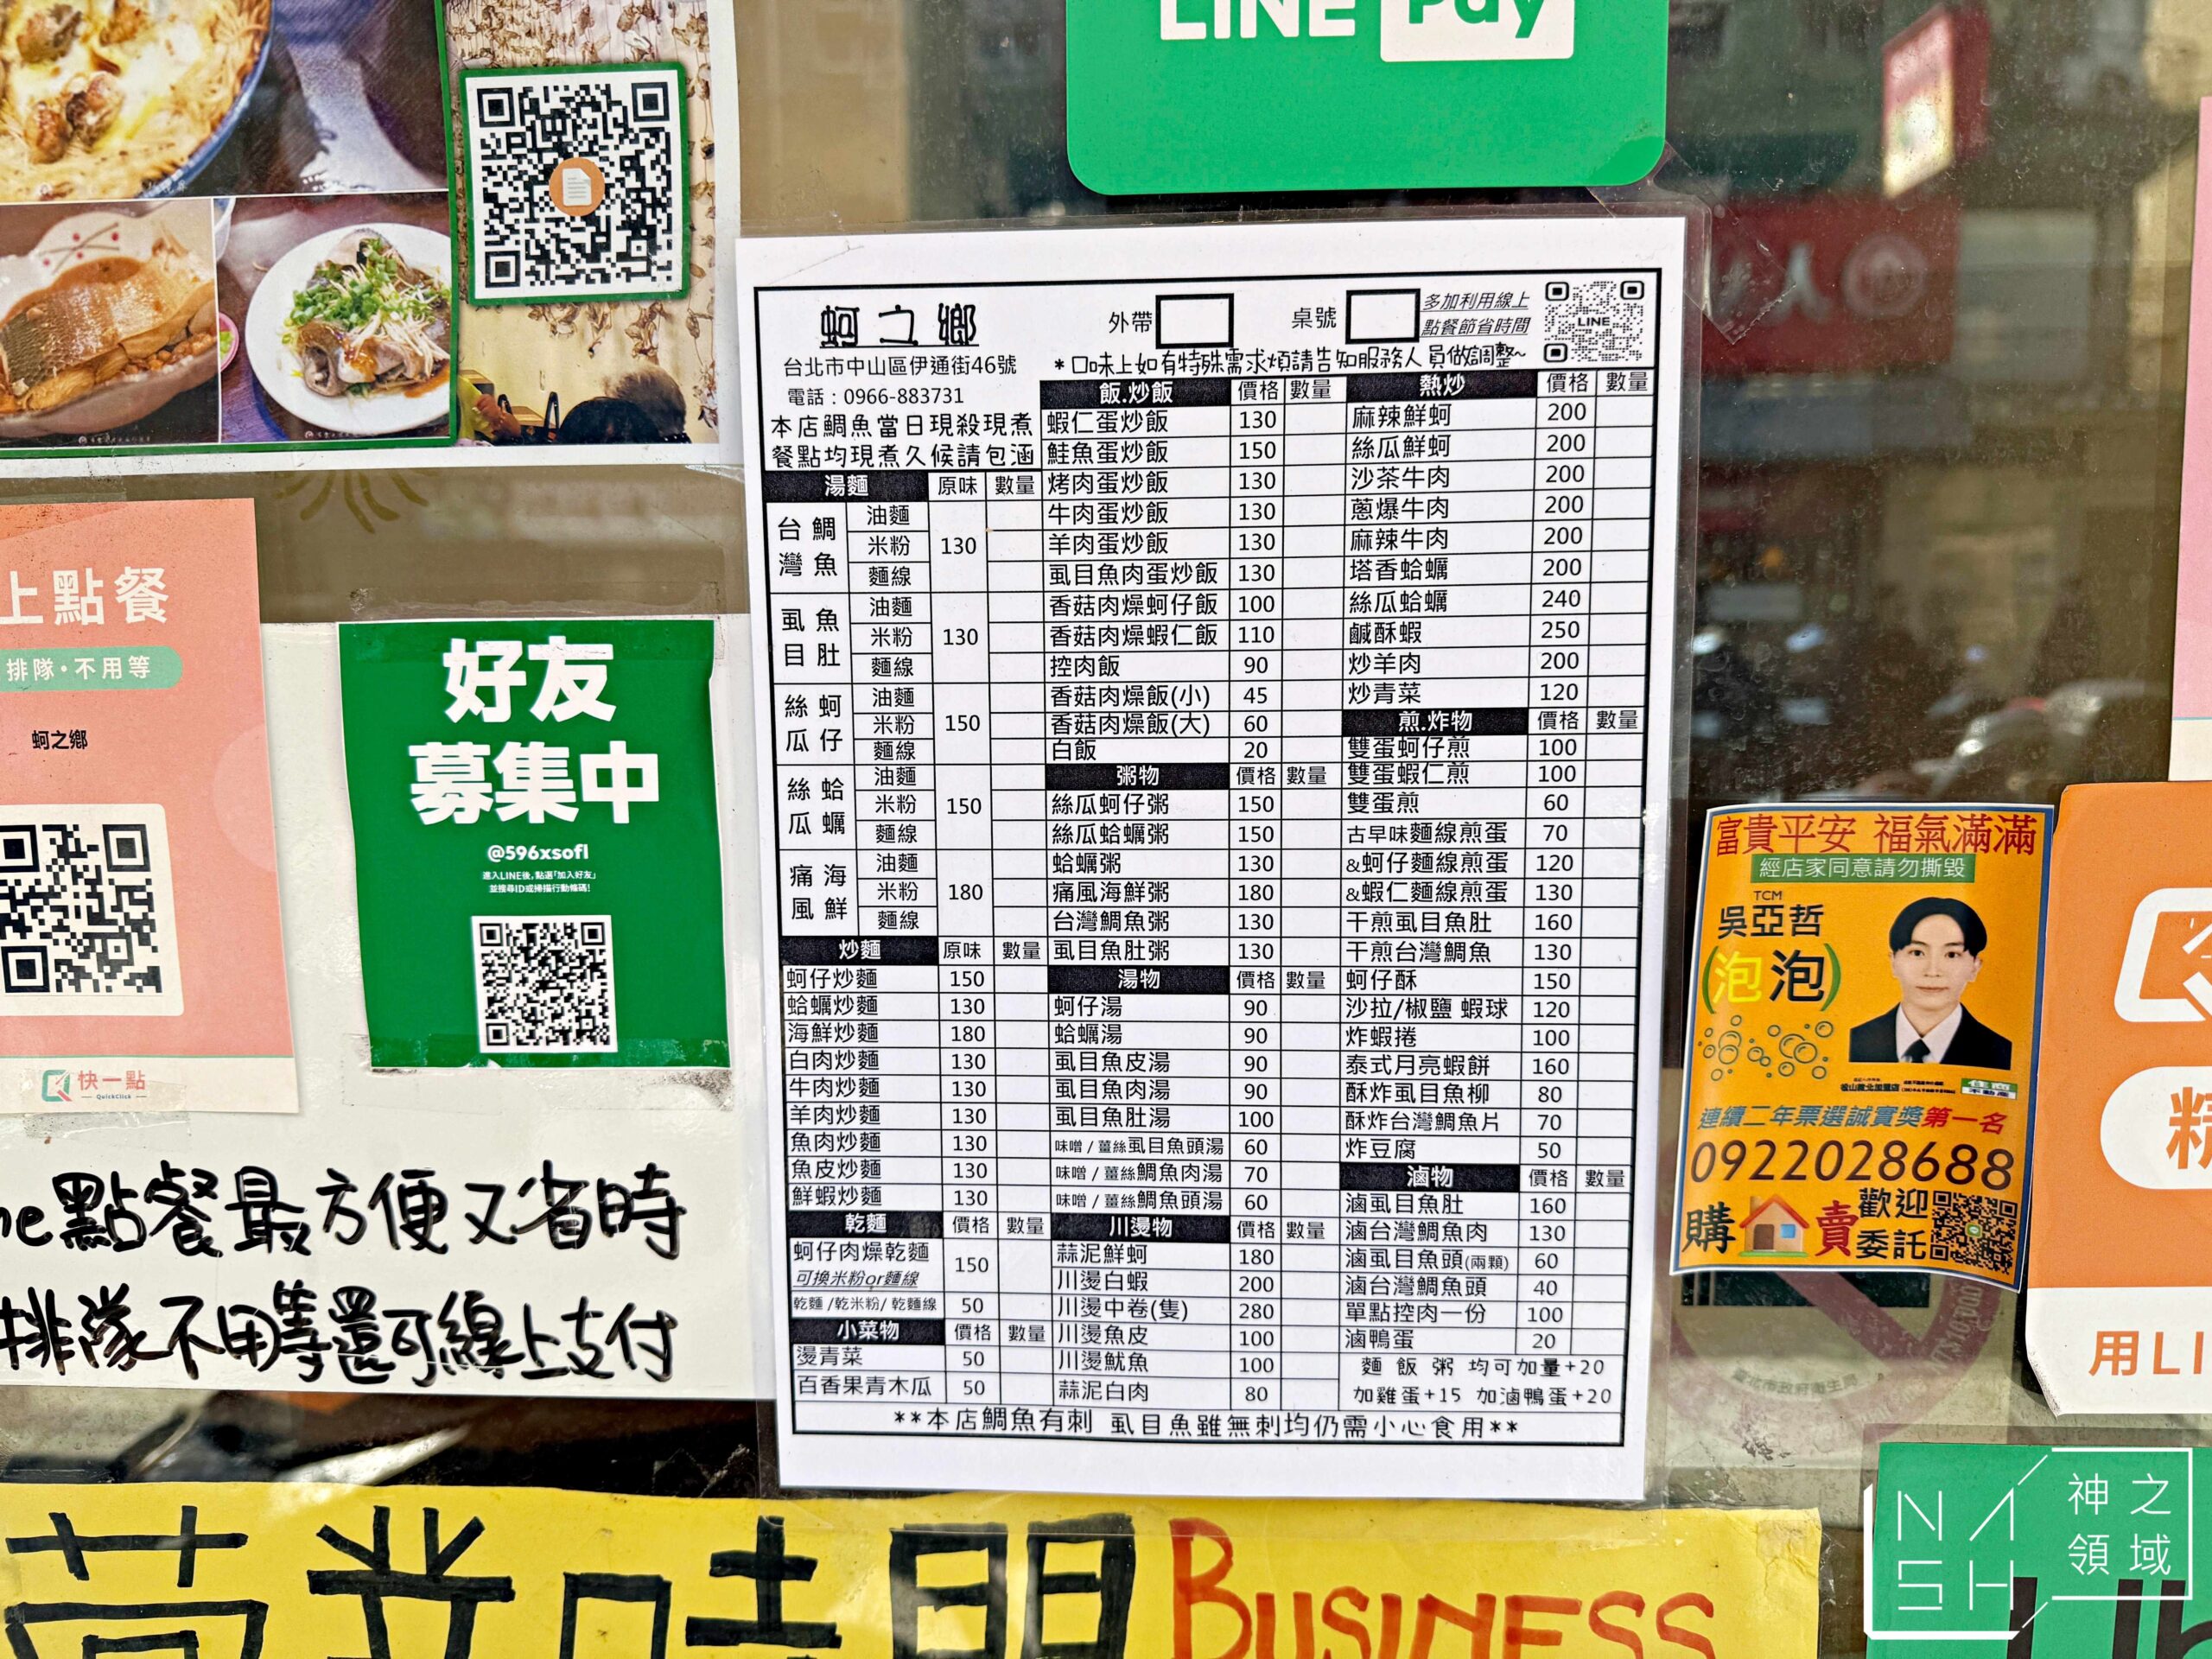 LINE Pay
蚵之鄉
外帶
桌號
多加利用線上
點餐節省時間
LINE
台北市中山區伊通街46號
電話：0966-883731
*口味上如有特殊需求煩請告知服務人員做調整~
本店鯛魚當日現殺現煮
餐點均現煮久候請包涵
湯麵 原味 數量
台灣鯛魚 油麵 米粉 麵線 130
虱目魚肚 油麵 米粉 麵線 130
絲瓜蚵仔 油麵 米粉 麵線 150
絲瓜蛤蠣 油麵 米粉 麵線 150
痛風海鮮 油麵 米粉 麵線 180
炒麵 原味 數量
蚵仔炒麵 150
蛤蠣炒麵 130
海鮮炒麵 180
白肉炒麵 130
牛肉炒麵 130
羊肉炒麵 130
魚肉炒麵 130
魚皮炒麵 130
鮮蝦炒麵 130
乾麵 價格 數量
蚵仔肉燥乾麵 150
可換米粉or麵線
乾麵/乾米粉/乾麵線 50
小菜物 價格 數量
燙青菜 50
百香果青木瓜 50
飯.炒飯 價格 數量
蝦仁蛋炒飯 130
鮭魚蛋炒飯 150
烤肉蛋炒飯 130
牛肉蛋炒飯 130
羊肉蛋炒飯 130
虱目魚肉蛋炒飯 130
香菇肉燥蚵仔飯 100
香菇肉燥蝦仁飯 110
控肉飯 90
香菇肉燥飯(小) 45
香菇肉燥飯(大) 60
白飯 20
粥物 價格 數量
絲瓜蚵仔粥 150
絲瓜蛤蠣粥 150
蛤蠣粥 130
痛風海鮮粥 180
台灣鯛魚粥 130
虱目魚肚粥 130
湯物 價格 數量
蚵仔湯 90
蛤蠣湯 90
虱目魚皮湯 90
虱目魚肉湯 90
虱目魚肚湯 100
味噌/薑絲虱目魚頭湯 60
味噌/薑絲鯛魚肉湯 70
味噌/薑絲鯛魚頭湯 60
川燙物 價格 數量
蒜泥鮮蚵 180
川燙白蝦 200
川燙中卷(隻) 280
川燙魚皮 100
川燙魷魚 100
蒜泥白肉 80
熱炒 價格 數量
麻辣鮮蚵 200
絲瓜鮮蚵 200
沙茶牛肉 200
蔥爆牛肉 200
麻辣牛肉 200
塔香蛤蠣 200
絲瓜蛤蠣 240
鹹酥蝦 250
炒羊肉 200
炒青菜 120
煎.炸物 價格 數量
雙蛋蚵仔煎 100
雙蛋蝦仁煎 100
雙蛋煎 60
古早味麵線煎蛋 70
&蚵仔麵線煎蛋 120
&蝦仁麵線煎蛋 130
干煎虱目魚肚 160
干煎台灣鯛魚 130
蚵仔酥 150
沙拉/椒鹽 蝦球 120
炸蝦捲 100
泰式月亮蝦餅 160
酥炸虱目魚柳 80
酥炸台灣鯛魚片 70
炸豆腐 50
滷物 價格 數量
滷虱目魚肚 160
滷台灣鯛魚肉 130
滷虱目魚頭(兩顆) 60
滷台灣鯛魚頭 40
單點控肉一份 100
滷鴨蛋 20
麵 飯 粥 均可加量+20
加雞蛋+15 加滷鴨蛋+20
**本店鯛魚有刺 虱目魚雖無刺均仍需小心食用**
上點餐
排隊·不用等
蚵之鄉
快一點
QuickClick
好友
募集中
@596xsofl
進入LINE後,點選「加入好友」
並搜尋ID或掃描行動條碼!
ne點餐最方便又省時
排隊不用等還可線上支付
富貴平安 福氣滿滿
經店家同意請勿撕毀
TCM
吳亞哲
(泡泡)
連續二年票選誠實獎第一名
0922028688
購 賣 歡迎
委託
精
用LI
營業時間 BUSINESS
NASH
神之
領域